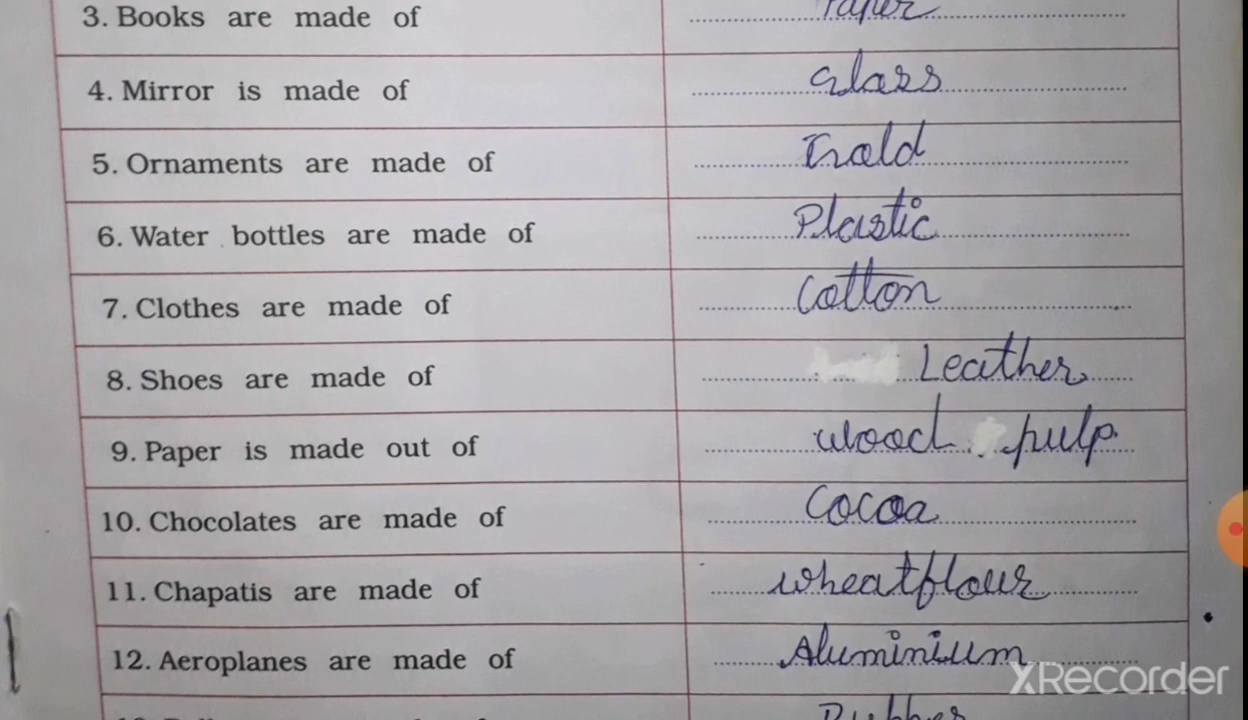 3. Books are made of Paper
4. Mirror is made of Glass
5. Ornaments are made of Gold
6. Water bottles are made of Plastic
7. Clothes are made of Cotton
8. Shoes are made of Leather
9. Paper is made out of wood pulp
10. Chocolates are made of Cocoa
11. Chapatis are made of wheatflour
12. Aeroplanes are made of Aluminium
XRecorder